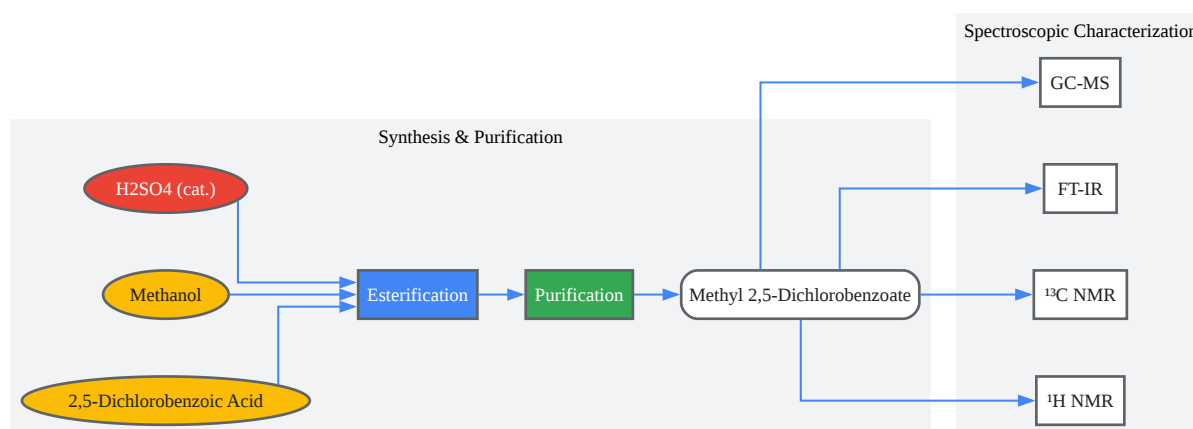 Spectroscopic Characterization
GC-MS
Synthesis & Purification
H2SO4 (cat.)
FT-IR
Methanol
Esterification
Purification
Methyl 2,5-Dichlorobenzoate
¹³C NMR
2,5-Dichlorobenzoic Acid
¹H NMR